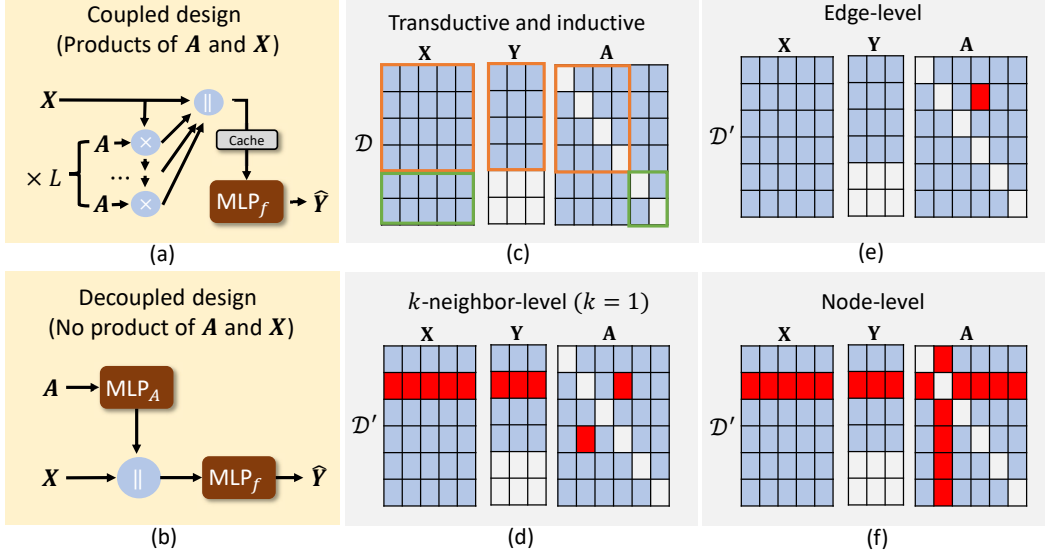 Coupled design
(Products of A and X)
X
A
× L
...
A
×
×
||
Cache
MLP_f
Ŷ
(a)
Transductive and inductive
X Y A
𝒟
(c)
Edge-level
X Y A
𝒟′
(e)
Decoupled design
(No product of A and X)
A
MLP_A
X
||
MLP_f
Ŷ
(b)
k-neighbor-level (k = 1)
X Y A
𝒟′
(d)
Node-level
X Y A
𝒟′
(f)